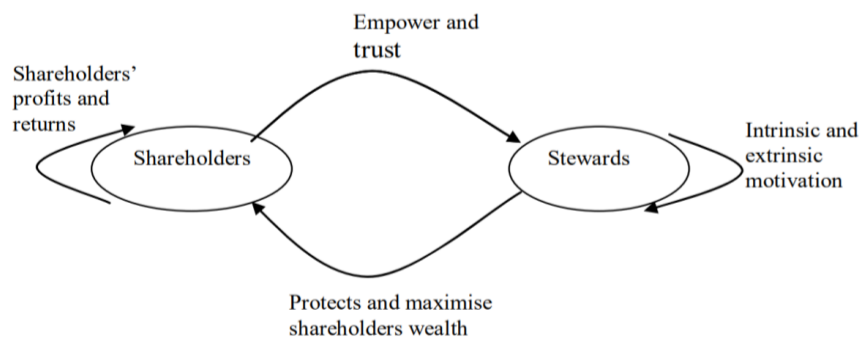 Empower and
trust
Shareholders’
profits and
returns
Shareholders
Stewards
Intrinsic and
extrinsic
motivation
Protects and maximise
shareholders wealth